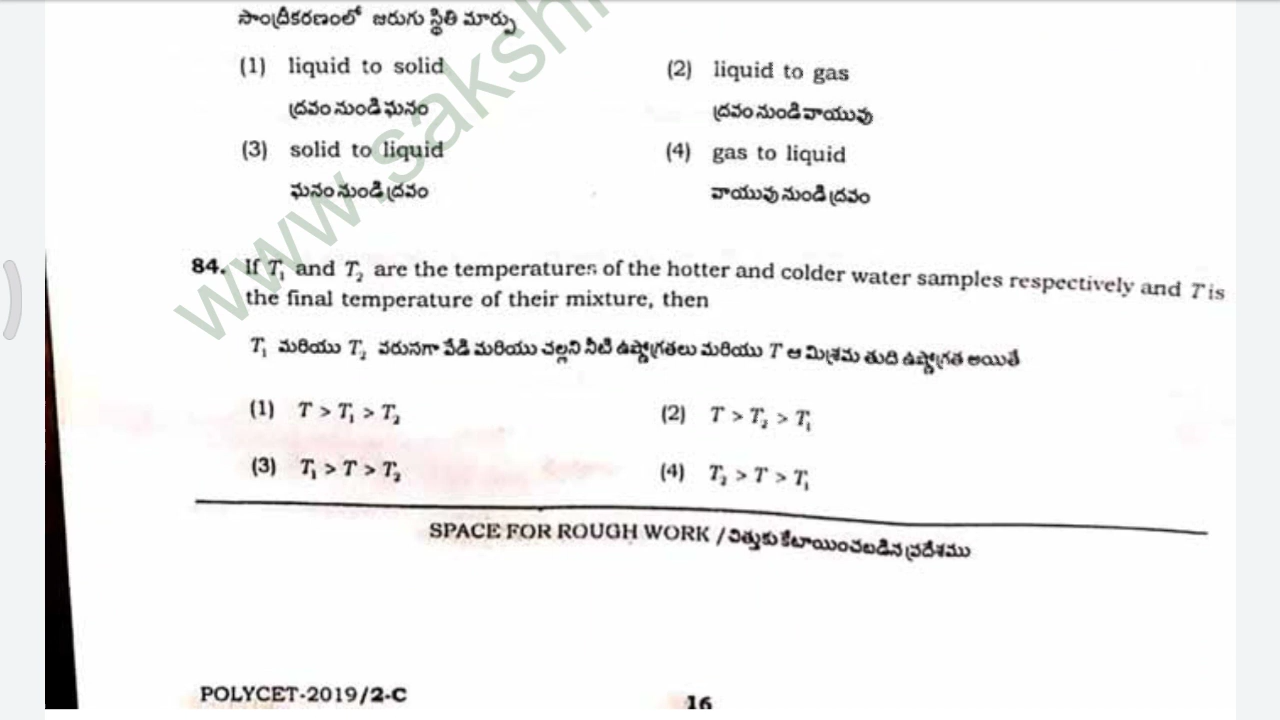 సాంద్రీకరణంలో జరుగు స్థితి మార్పు
(1) liquid to solid
ద్రవం నుండి ఘనం
(2) liquid to gas
ద్రవం నుండి వాయువు
(3) solid to liquid
ఘనం నుండి ద్రవం
(4) gas to liquid
వాయువు నుండి ద్రవం
84. If T₁ and T₂ are the temperatures of the hotter and colder water samples respectively and T is
the final temperature of their mixture, then
T₁ మరియు T₂ వరుసగా వేడి మరియు చల్లని నీటి ఉష్ణోగ్రతలు మరియు T ఆ మిశ్రమ తుది ఉష్ణోగ్రత అయితే
(1) T > T₁ > T₂
(2) T > T₂ > T₁
(3) T₁ > T > T₂
(4) T₂ > T > T₁
SPACE FOR ROUGH WORK / చిత్తుకు కేటాయించబడిన ప్రదేశము
POLYCET-2019/2-C
16
www.sakshi